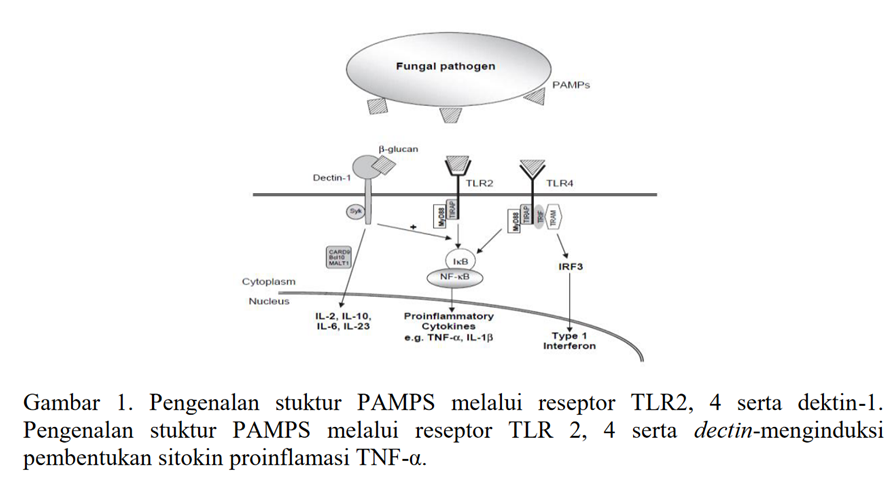 Fungal pathogen
PAMPs
β-glucan
Dectin-1
TLR2
TLR4
Syk
MyD88
TIRAP
MyD88
TIRAP
TRIF
TRAM
+
CARD9
Bcl10
MALT1
IκB
NF-κB
IRF3
Cytoplasm
Nucleus
IL-2, IL-10,
IL-6, IL-23
Proinflammatory
Cytokines
e.g. TNF-α, IL-1β
Type 1
Interferon
Gambar 1. Pengenalan stuktur PAMPS melalui reseptor TLR2, 4 serta dektin-1.
Pengenalan stuktur PAMPS melalui reseptor TLR 2, 4 serta dectin-menginduksi
pembentukan sitokin proinflamasi TNF-α.